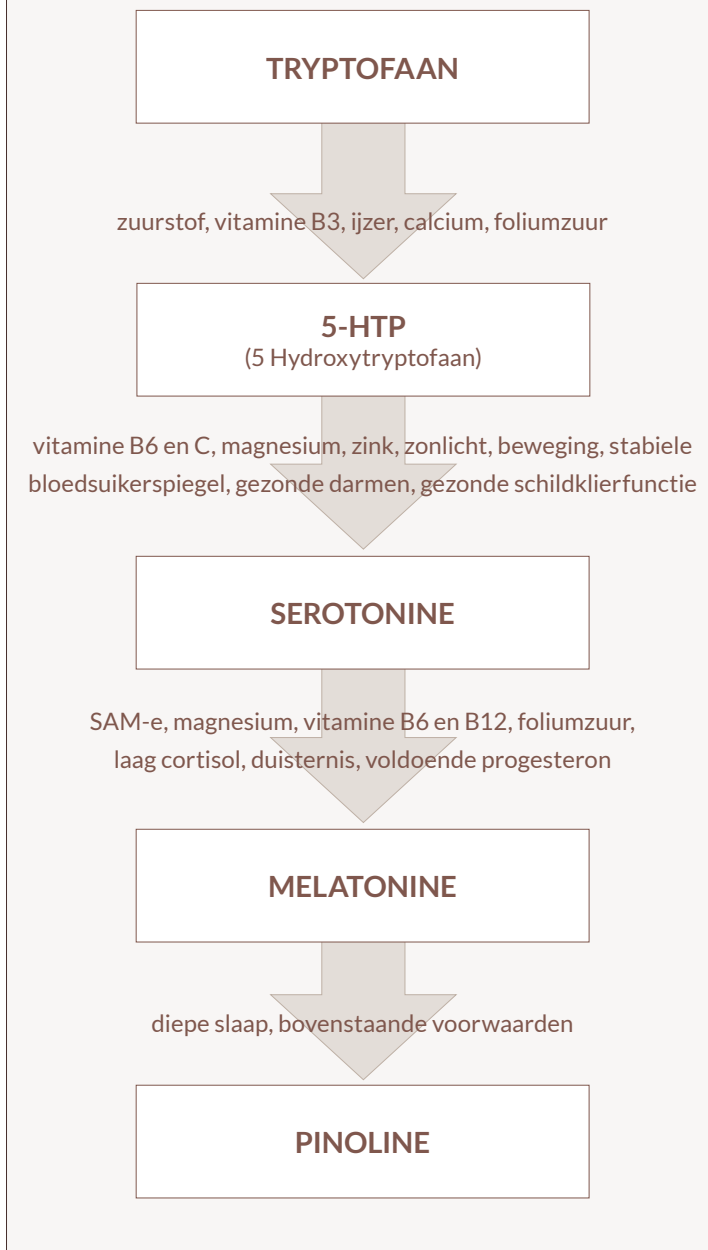 TRYPTOFAAN
zuurstof, vitamine B3, ijzer, calcium, foliumzuur
5-HTP
(5 Hydroxytryptofaan)
vitamine B6 en C, magnesium, zink, zonlicht, beweging, stabiele
bloedsuikerspiegel, gezonde darmen, gezonde schildklierfunctie
SEROTONINE
SAM-e, magnesium, vitamine B6 en B12, foliumzuur,
laag cortisol, duisternis, voldoende progesteron
MELATONINE
diepe slaap, bovenstaande voorwaarden
PINOLINE